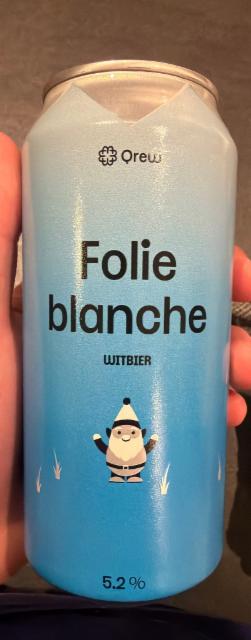 Qrew
Folie
blanche
WITBIER
5.2 %